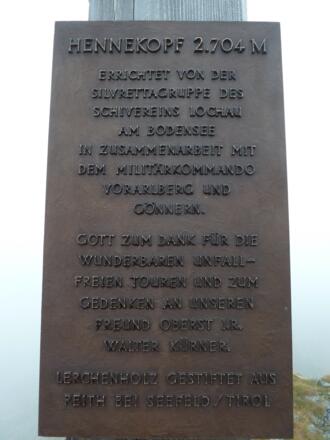 HENNEKOPF 2.704 M
ERRICHTET VON DER
SILVRETTAGRUPPE DES
SCHIVEREINS LOCHAU
AM BODENSEE
IN ZUSAMMENARBEIT MIT
DEM MILITÄRKOMMANDO
VORARLBERG UND
GÖNNERN.
GOTT ZUM DANK FÜR DIE
WUNDERBAREN UNFALL-
FREIEN TOUREN UND ZUM
GEDENKEN AN UNSEREN
FREUND OBERST I.R.
WALTER KÜRNER.
LERCHENHOLZ GESTIFTET AUS
REITH BEI SEEFELD/TIROL